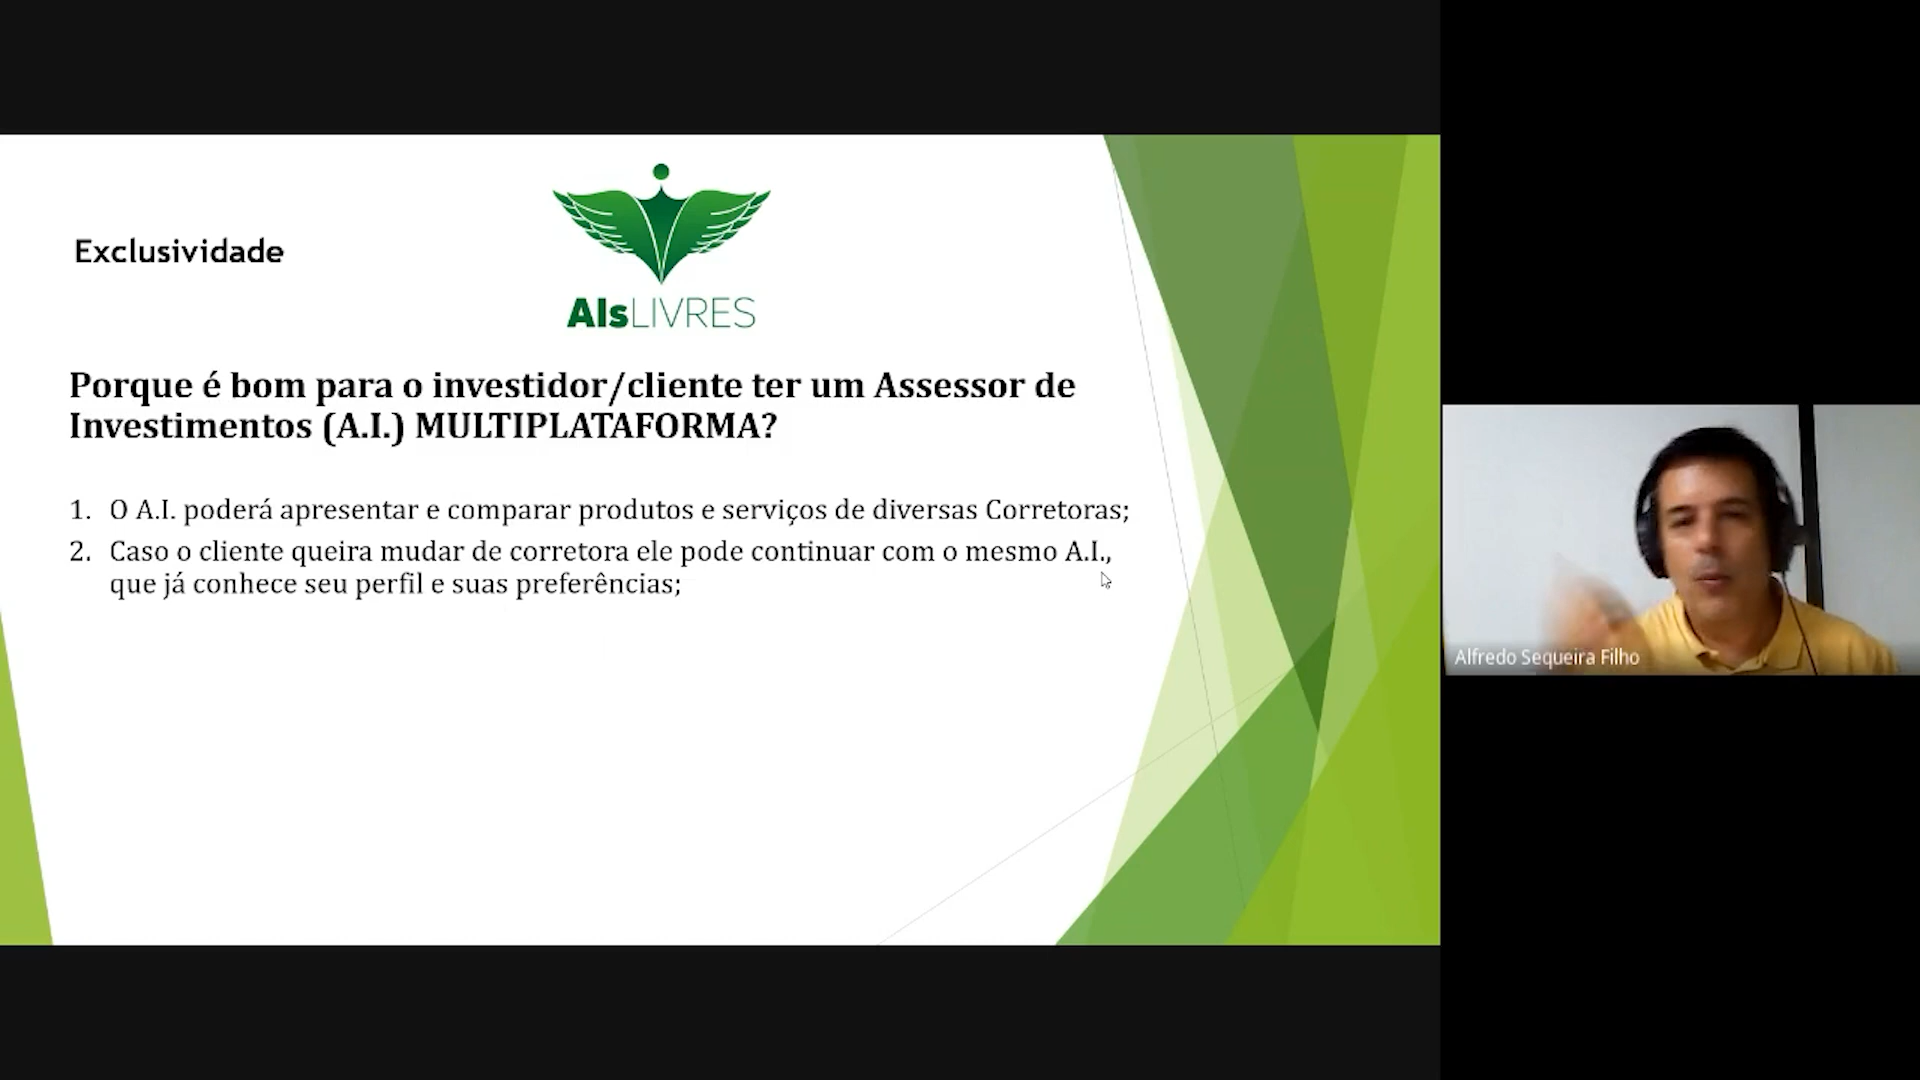 Exclusividade
AIsLIVRES
Porque é bom para o investidor/cliente ter um Assessor de
Investimentos (A.I.) MULTIPLATAFORMA?
1. O A.I. poderá apresentar e comparar produtos e serviços de diversas Corretoras;
2. Caso o cliente queira mudar de corretora ele pode continuar com o mesmo A.I.,
que já conhece seu perfil e suas preferências;
Alfredo Sequeira Filho